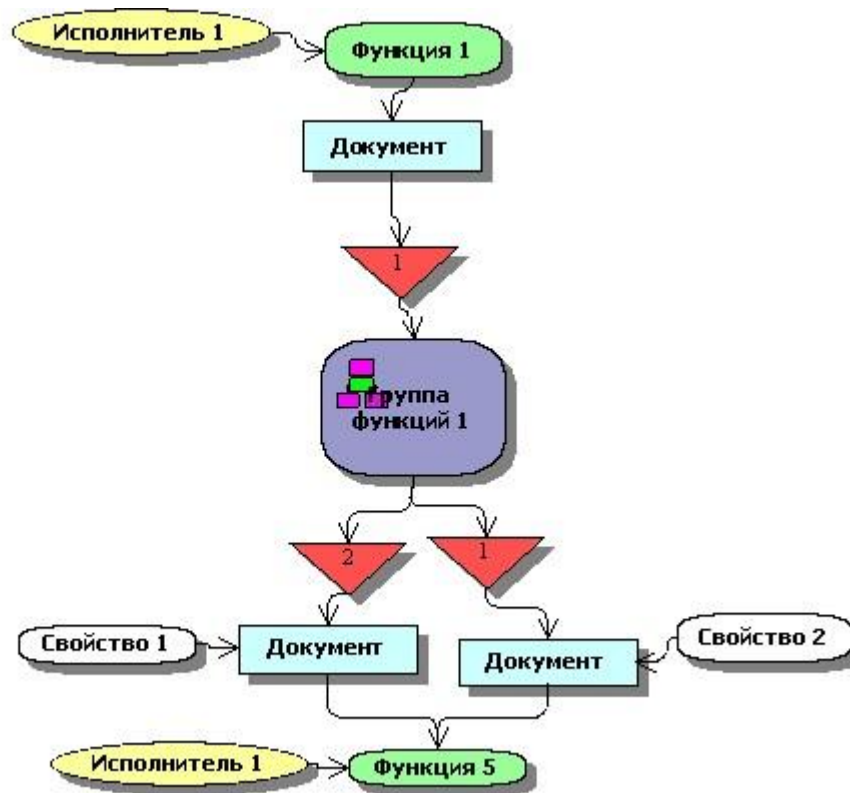 Исполнитель 1
Функция 1
Документ
1
Группа
функций 1
2
1
Свойство 1
Документ
Документ
Свойство 2
Исполнитель 1
Функция 5